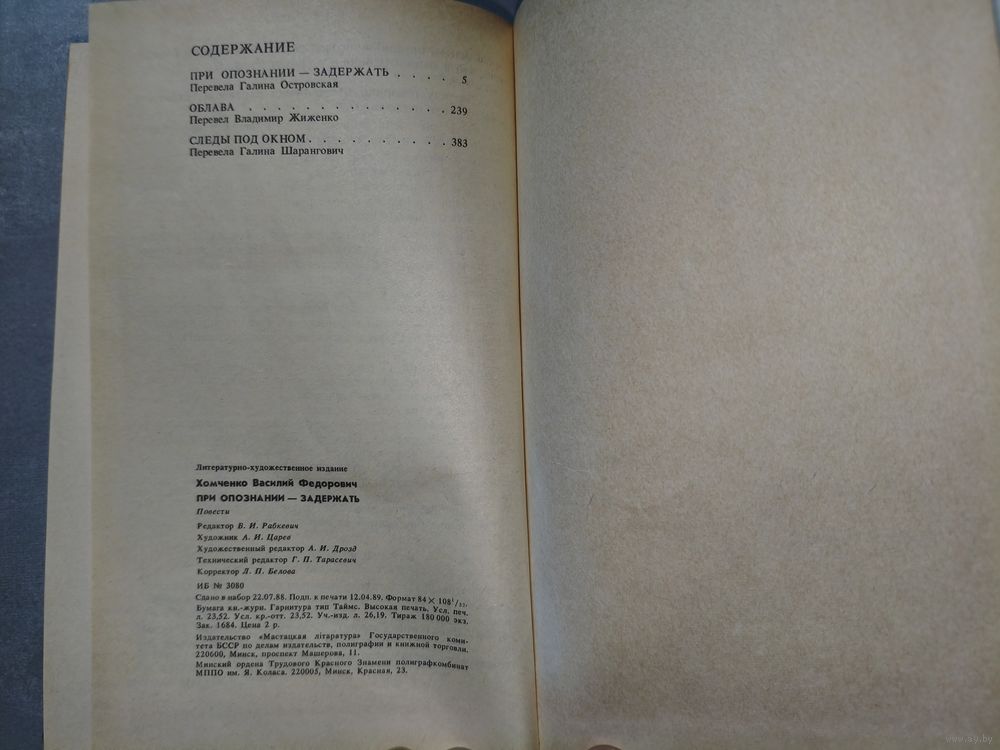 СОДЕРЖАНИЕ
ПРИ ОПОЗНАНИИ — ЗАДЕРЖАТЬ . . . . 5
Перевела Галина Островская
ОБЛАВА . . . . . . . . . . . . . . 239
Перевел Владимир Жиженко
СЛЕДЫ ПОД ОКНОМ . . . . . . . . . . 383
Перевела Галина Шарангович
Литературно-художественное издание
Хомченко Василий Федорович
ПРИ ОПОЗНАНИИ — ЗАДЕРЖАТЬ
Повести
Редактор В. И. Рабкевич
Художник А. И. Царев
Художественный редактор А. И. Дрозд
Технический редактор Г. П. Тарасевич
Корректор Л. П. Белова
ИБ № 3080
Сдано в набор 22.07.88. Подп. к печати 12.04.89. Формат 84×108¹/₃₂.
Бумага кн.-журн. Гарнитура тип Таймс. Высокая печать. Усл. печ.
л. 23,52. Усл. кр.-отт. 23,52. Уч.-изд. л. 26,19. Тираж 180 000 экз.
Зак. 1684. Цена 2 р.
Издательство «Мастацкая літаратура» Государственного коми-
тета БССР по делам издательств, полиграфии и книжной торговли.
220600, Минск, проспект Машерова, 11.
Минский ордена Трудового Красного Знамени полиграфкомбинат
МППО им. Я. Коласа. 220005, Минск, Красная, 23.
www.ay.by